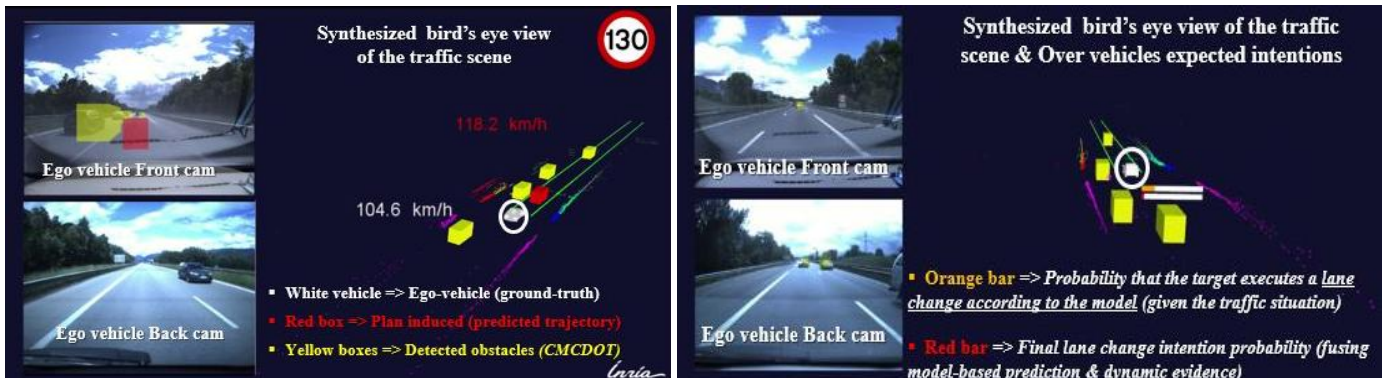 Synthesized bird's eye view
of the traffic scene
130
118.2 km/h
104.6 km/h
Ego vehicle Front cam
Ego vehicle Back cam
▪ White vehicle => Ego-vehicle (ground-truth)
▪ Red box => Plan induced (predicted trajectory)
▪ Yellow boxes => Detected obstacles (CMCDOT)
Inria
Synthesized bird's eye view of the traffic
scene & Over vehicles expected intentions
Ego vehicle Front cam
Ego vehicle Back cam
▪ Orange bar => Probability that the target executes a lane
change according to the model (given the traffic situation)
▪ Red bar => Final lane change intention probability (fusing
model-based prediction & dynamic evidence)